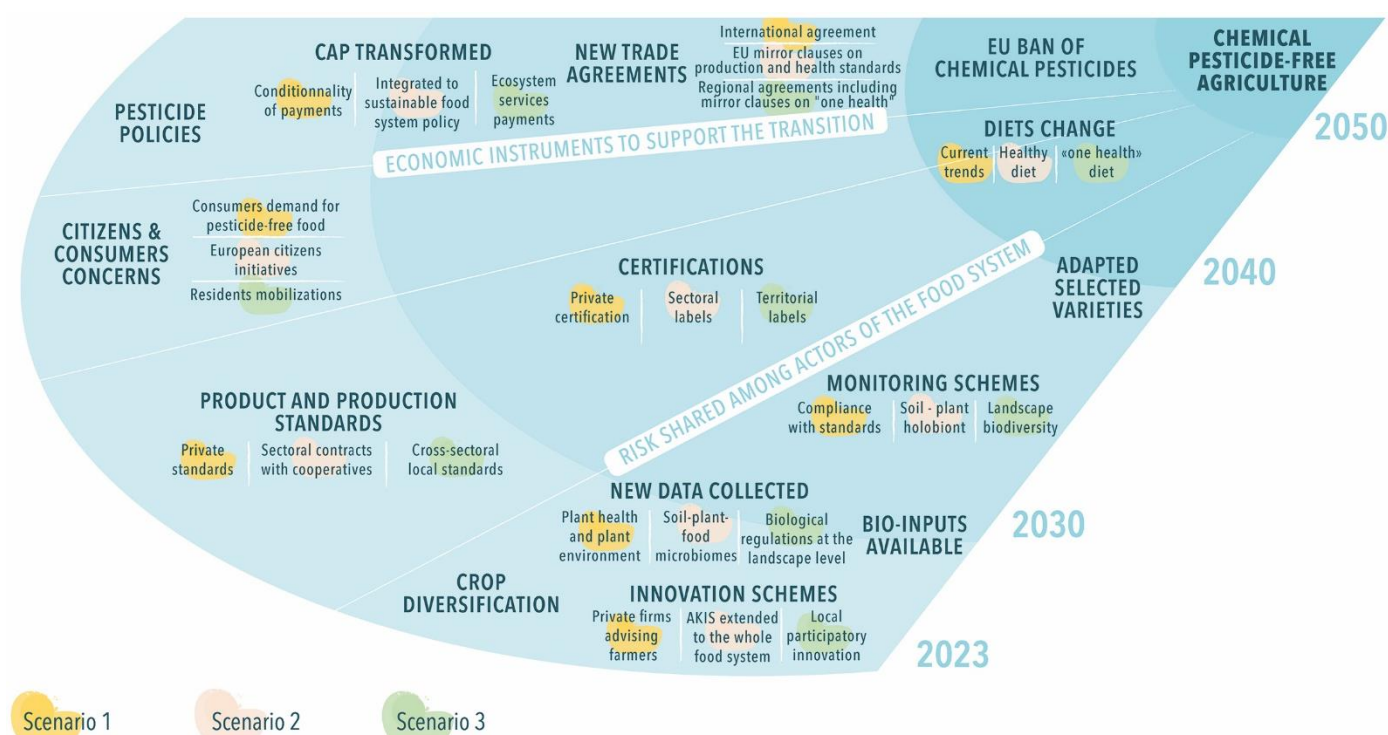 CAP TRANSFORMED
Conditionnality
of payments
Integrated to
sustainable food
system policy
Ecosystem
services
payments
NEW TRADE
AGREEMENTS
International agreement
EU mirror clauses on
production and health standards
Regional agreements including
mirror clauses on "one health"
EU BAN OF
CHEMICAL PESTICIDES
CHEMICAL
PESTICIDE-FREE
AGRICULTURE
2050
PESTICIDE
POLICIES
ECONOMIC INSTRUMENTS TO SUPPORT THE TRANSITION
DIETS CHANGE
Current
trends
Healthy
diet
«one health»
diet
CITIZENS &
CONSUMERS
CONCERNS
Consumers demand for
pesticide-free food
European citizens
initiatives
Residents mobilizations
CERTIFICATIONS
Private
certification
Sectoral
labels
Territorial
labels
ADAPTED
SELECTED
VARIETIES
2040
RISK SHARED AMONG ACTORS OF THE FOOD SYSTEM
PRODUCT AND PRODUCTION
STANDARDS
Private
standards
Sectoral contracts
with cooperatives
Cross-sectoral
local standards
MONITORING SCHEMES
Compliance
with standards
Soil - plant
holobiont
Landscape
biodiversity
NEW DATA COLLECTED
Plant health
and plant
environment
Soil-plant-
food
microbiomes
Biological
regulations at the
landscape level
BIO-INPUTS
AVAILABLE
2030
CROP
DIVERSIFICATION
INNOVATION SCHEMES
Private firms
advising
farmers
AKIS extended
to the whole
food system
Local
participatory
innovation
2023
Scenario 1
Scenario 2
Scenario 3